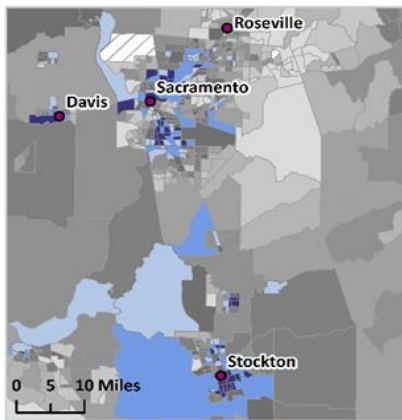 Roseville
Sacramento
Davis
Stockton
0 5 10 Miles